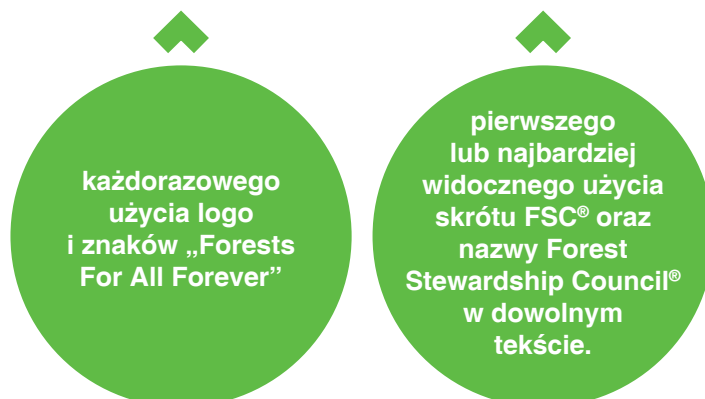 każdorazowego
użycia logo
i znaków „Forests
For All Forever”
pierwszego
lub najbardziej
widocznego użycia
skrótu FSC® oraz
nazwy Forest
Stewardship Council®
w dowolnym
tekście.